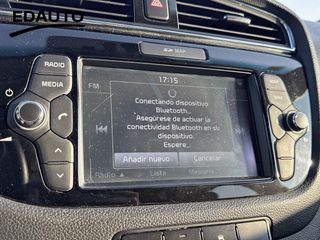 EDAUTO
MAP
RADIO
MEDIA
17:15
FM
Conectando dispositivo
Bluetooth...
Asegúrese de activar la
conectividad Bluetooth en su
dispositivo.
Espere...
Añadir nuevo
Cancelar
Radio
Lista
Memoria